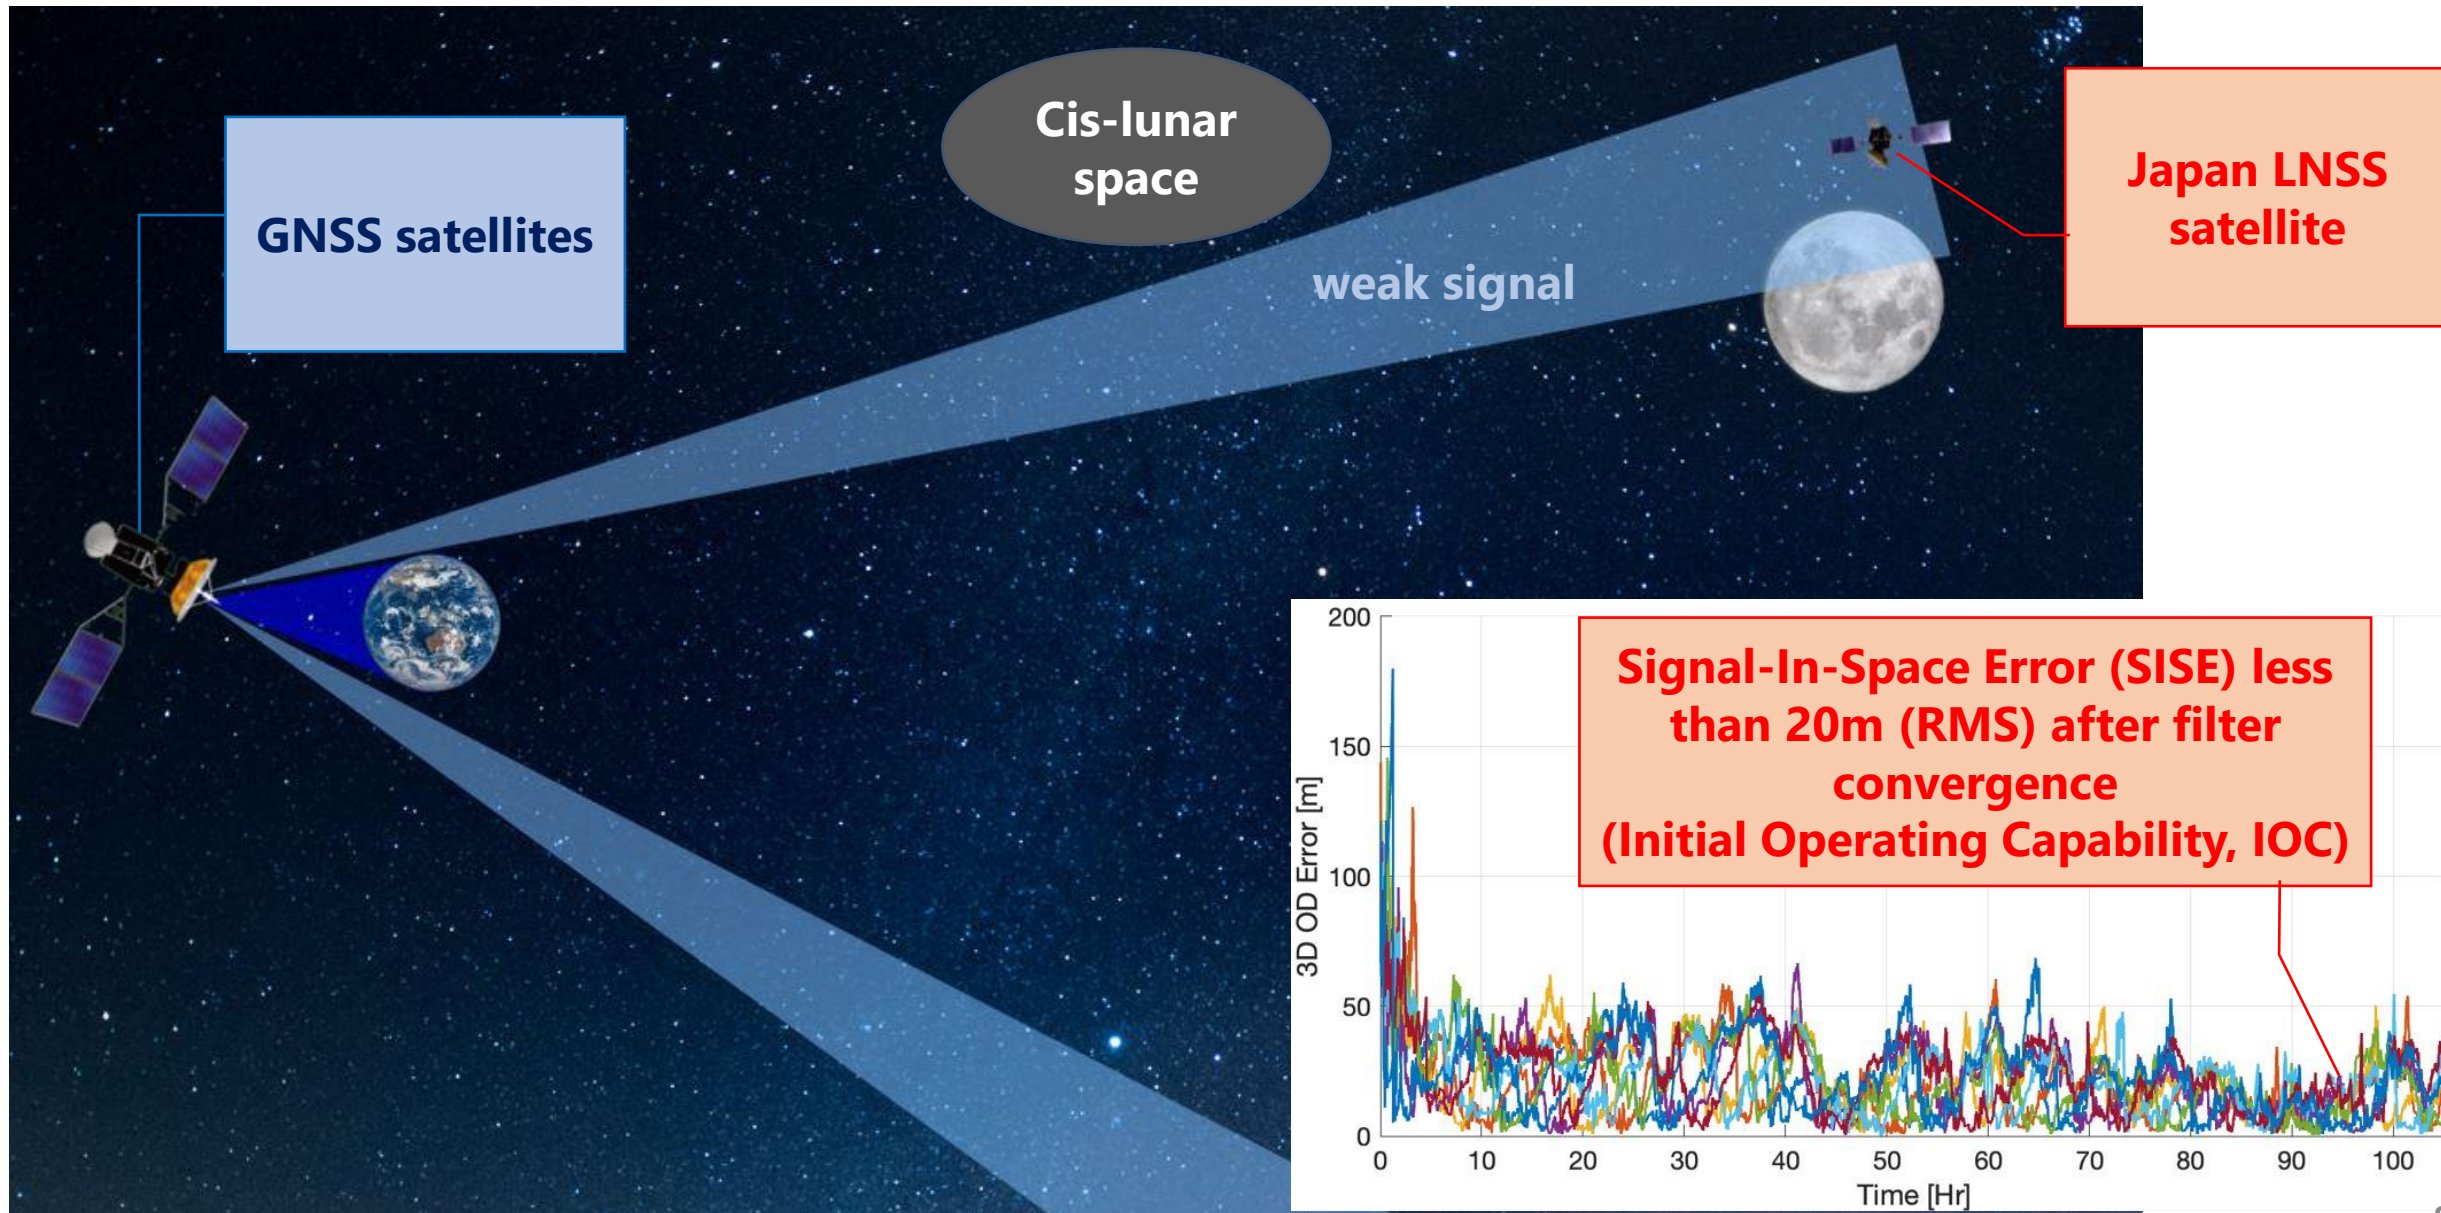 Cis-lunar
space
GNSS satellites
Japan LNSS
satellite
weak signal
Signal-In-Space Error (SISE) less
than 20m (RMS) after filter
convergence
(Initial Operating Capability, IOC)
3D OD Error [m]
200
150
100
50
0
0 10 20 30 40 50 60 70 80 90 100
Time [Hr]